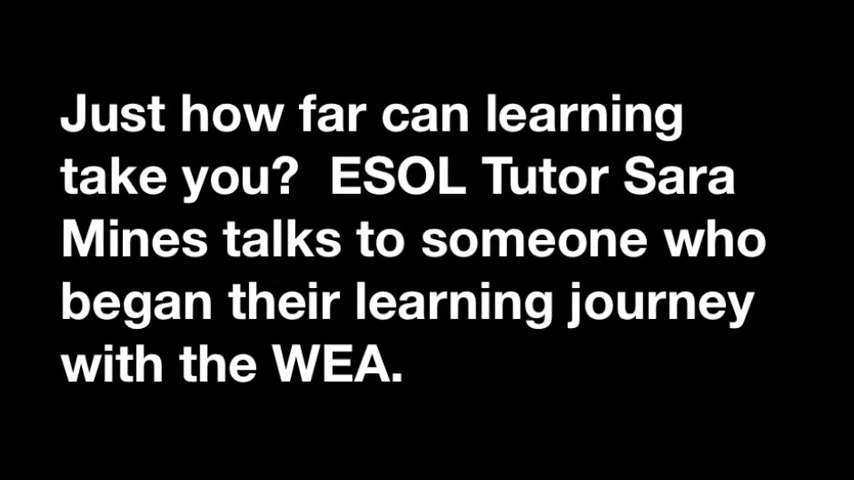 Just how far can learning
take you?  ESOL Tutor Sara
Mines talks to someone who
began their learning journey
with the WEA.